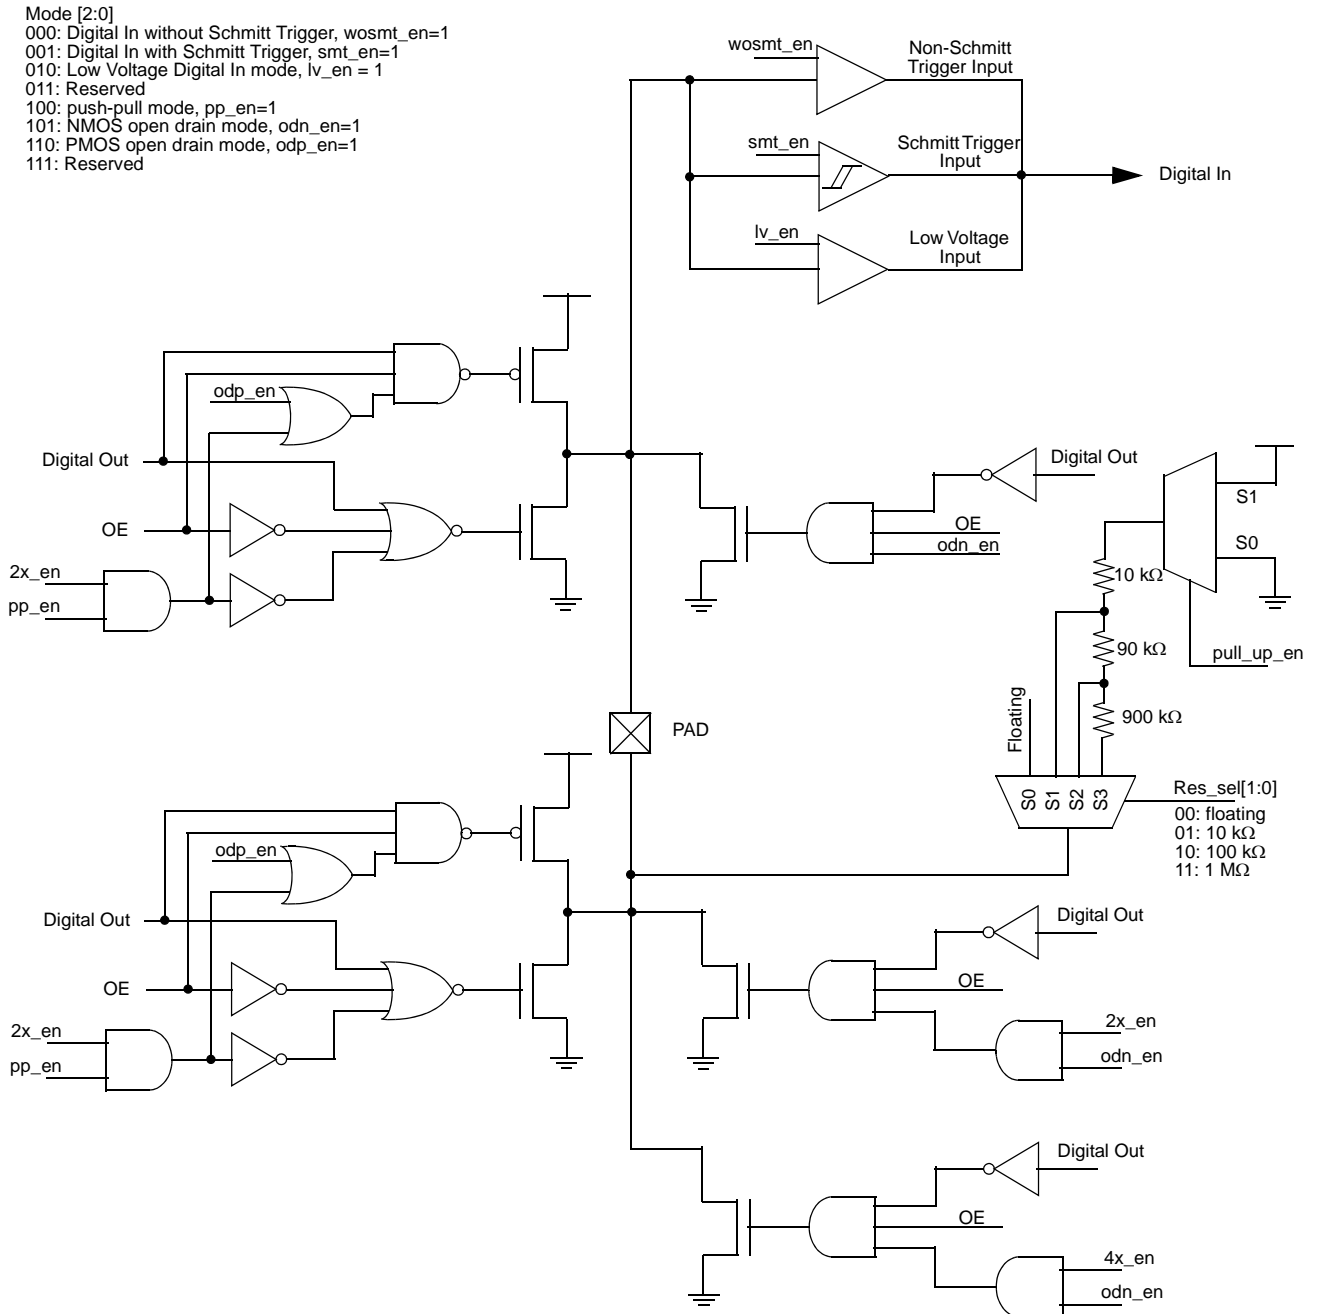 Mode [2:0]
000: Digital In without Schmitt Trigger, wosmt_en=1
001: Digital In with Schmitt Trigger, smt_en=1
010: Low Voltage Digital In mode, lv_en = 1
011: Reserved
100: push-pull mode, pp_en=1
101: NMOS open drain mode, odn_en=1
110: PMOS open drain mode, odp_en=1
111: Reserved
wosmt_en
Non-Schmitt
Trigger Input
smt_en
Schmitt Trigger
Input
Digital In
lv_en
Low Voltage
Input
odp_en
Digital Out
OE
2x_en
pp_en
Digital Out
OE
odn_en
S1
S0
10 kΩ
90 kΩ
pull_up_en
900 kΩ
Floating
PAD
S0
S1
S2
S3
Res_sel[1:0]
00: floating
01: 10 kΩ
10: 100 kΩ
11: 1 MΩ
odp_en
Digital Out
OE
2x_en
pp_en
Digital Out
OE
2x_en
odn_en
Digital Out
OE
4x_en
odn_en